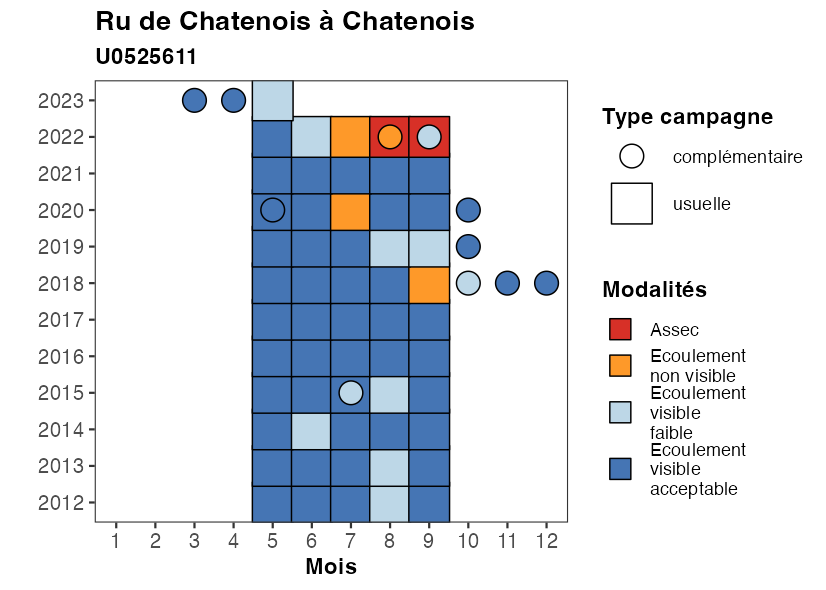 Ru de Chatenois à Chatenois
U0525611
2023
2022
2021
2020
2019
2018
2017
2016
2015
2014
2013
2012
1 2 3 4 5 6 7 8 9 10 11 12
Mois
Type campagne
complémentaire
usuelle
Modalités
Assec
Ecoulement
non visible
Ecoulement
visible
faible
Ecoulement
visible
acceptable